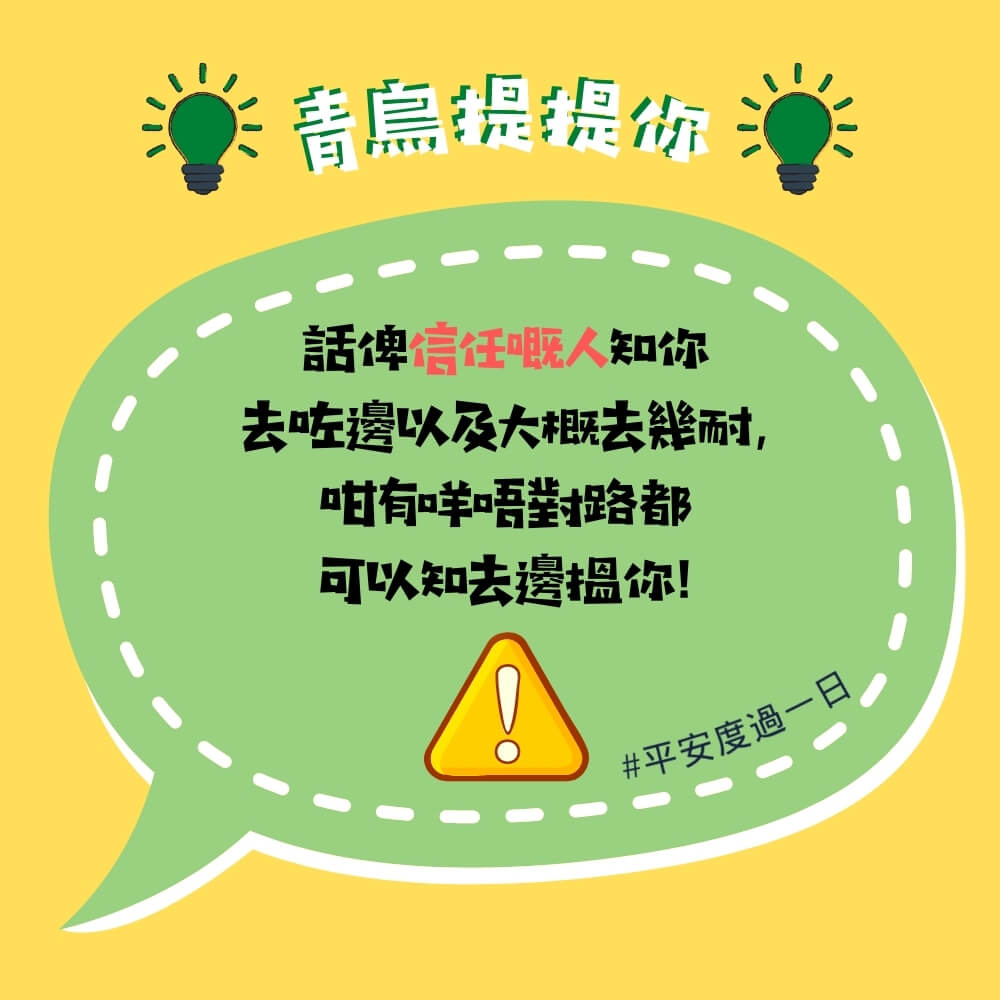 青鳥提提你
話俾信任嘅人知你
去咗邊以及大概去幾耐,
咁有咩唔對路都
可以知去邊搵你!
#平安度過一日